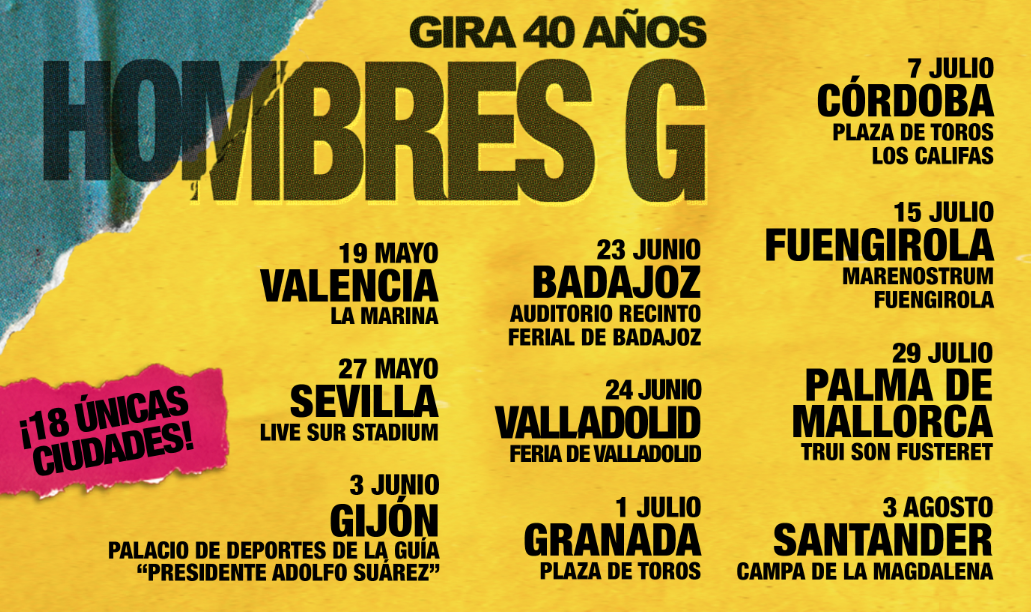 GIRA 40 AÑOS
HOMBRES G
¡18 ÚNICAS
CIUDADES!
19 MAYO
VALENCIA
LA MARINA
27 MAYO
SEVILLA
LIVE SUR STADIUM
3 JUNIO
GIJÓN
PALACIO DE DEPORTES DE LA GUÍA
“PRESIDENTE ADOLFO SUÁREZ”
23 JUNIO
BADAJOZ
AUDITORIO RECINTO
FERIAL DE BADAJOZ
24 JUNIO
VALLADOLID
FERIA DE VALLADOLID
1 JULIO
GRANADA
PLAZA DE TOROS
7 JULIO
CÓRDOBA
PLAZA DE TOROS
LOS CALIFAS
15 JULIO
FUENGIROLA
MARENOSTRUM
FUENGIROLA
29 JULIO
PALMA DE
MALLORCA
TRUI SON FUSTERET
3 AGOSTO
SANTANDER
CAMPA DE LA MAGDALENA